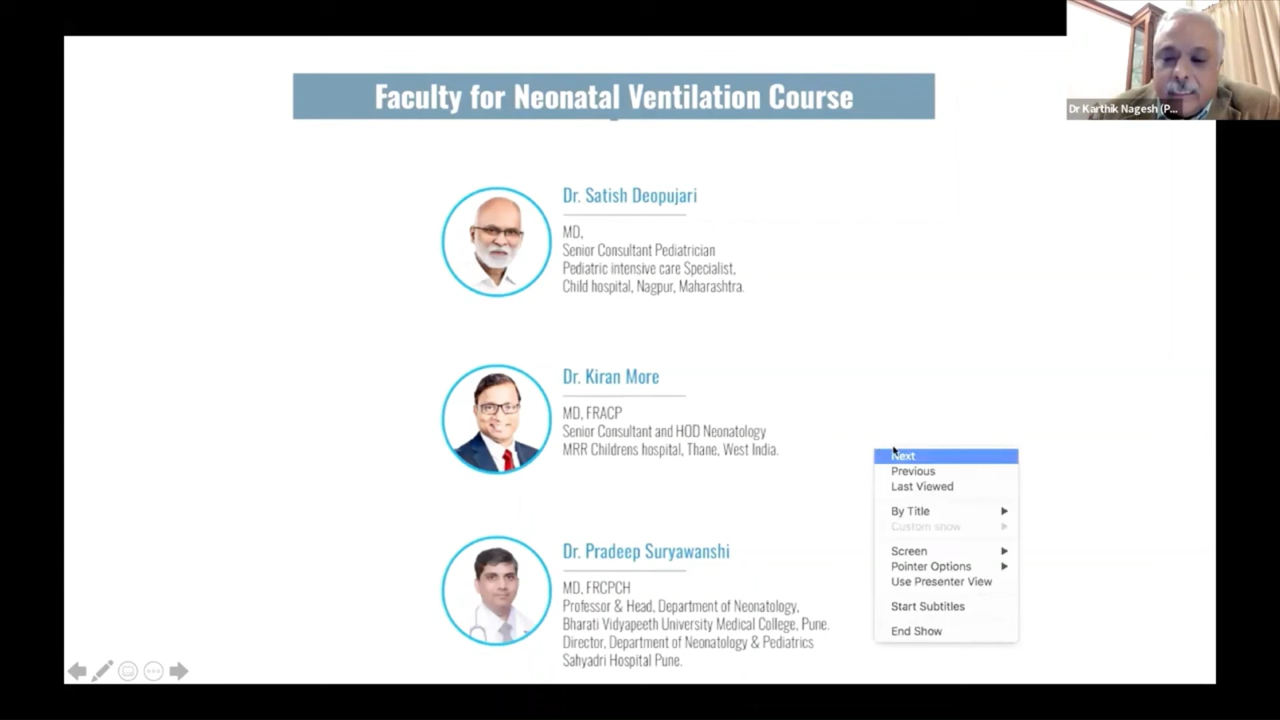 Faculty for Neonatal Ventilation Course
Dr Karthik Nagesh (P...
Dr. Satish Deopujari
MD,
Senior Consultant Pediatrician
Pediatric intensive care Specialist,
Child hospital, Nagpur, Maharashtra.
Dr. Kiran More
MD, FRACP
Senior Consultant and HOD Neonatology
MRR Childrens hospital, Thane, West India.
Next
Previous
Last Viewed
By Title
Custom show
Screen
Pointer Options
Use Presenter View
Start Subtitles
End Show
Dr. Pradeep Suryawanshi
MD, FRCPCH
Professor & Head, Department of Neonatology,
Bharati Vidyapeeth University Medical College, Pune.
Director, Department of Neonatology & Pediatrics
Sahyadri Hospital Pune.